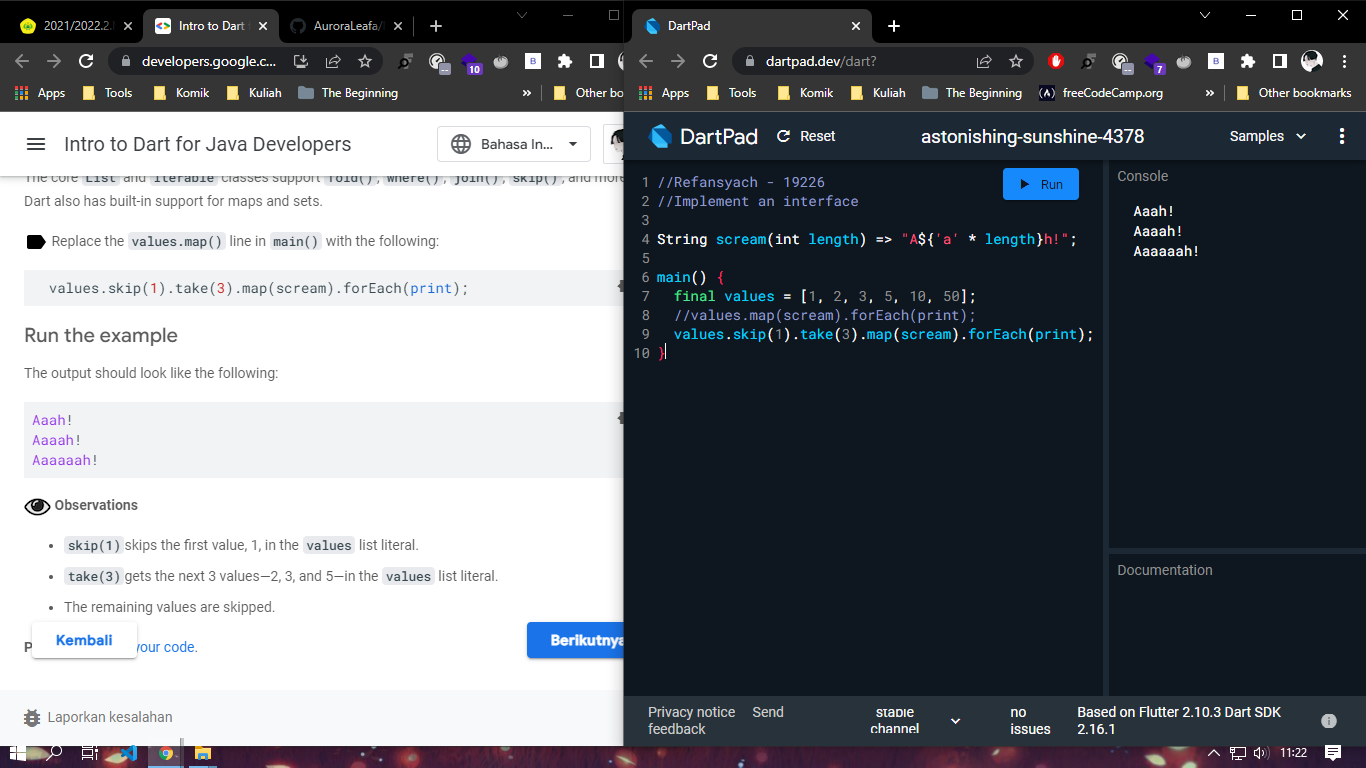 2021/2022.2.
Intro to Dart
AuroraLeafa/
developers.google.c...
10
Apps
Tools
Komik
Kuliah
The Beginning
»
Other bo
Intro to Dart for Java Developers
Bahasa In...
The core List and Iterable classes support fold(), where(), join(), skip(), and more
Dart also has built-in support for maps and sets.
Replace the values.map() line in main() with the following:
values.skip(1).take(3).map(scream).forEach(print);
Run the example
The output should look like the following:
Aaah!
Aaaah!
Aaaaaah!
Observations
• skip(1) skips the first value, 1, in the values list literal.
• take(3) gets the next 3 values—2, 3, and 5—in the values list literal.
• The remaining values are skipped.
Kembali
your code.
Berikutnya
Laporkan kesalahan
DartPad
dartpad.dev/dart?
7
Apps
Tools
Komik
Kuliah
The Beginning
freeCodeCamp.org
»
Other bookmarks
DartPad
Reset
astonishing-sunshine-4378
Samples
Run
1 //Refansyach - 19226
2 //Implement an interface
3
4 String scream(int length) => "A${'a' * length}h!";
5
6 main() {
7 final values = [1, 2, 3, 5, 10, 50];
8 //values.map(scream).forEach(print);
9 values.skip(1).take(3).map(scream).forEach(print);
10 }
Console
Aaah!
Aaaah!
Aaaaaah!
Documentation
Privacy notice
Send
feedback
stable
channel
no
issues
Based on Flutter 2.10.3 Dart SDK
2.16.1
11:22